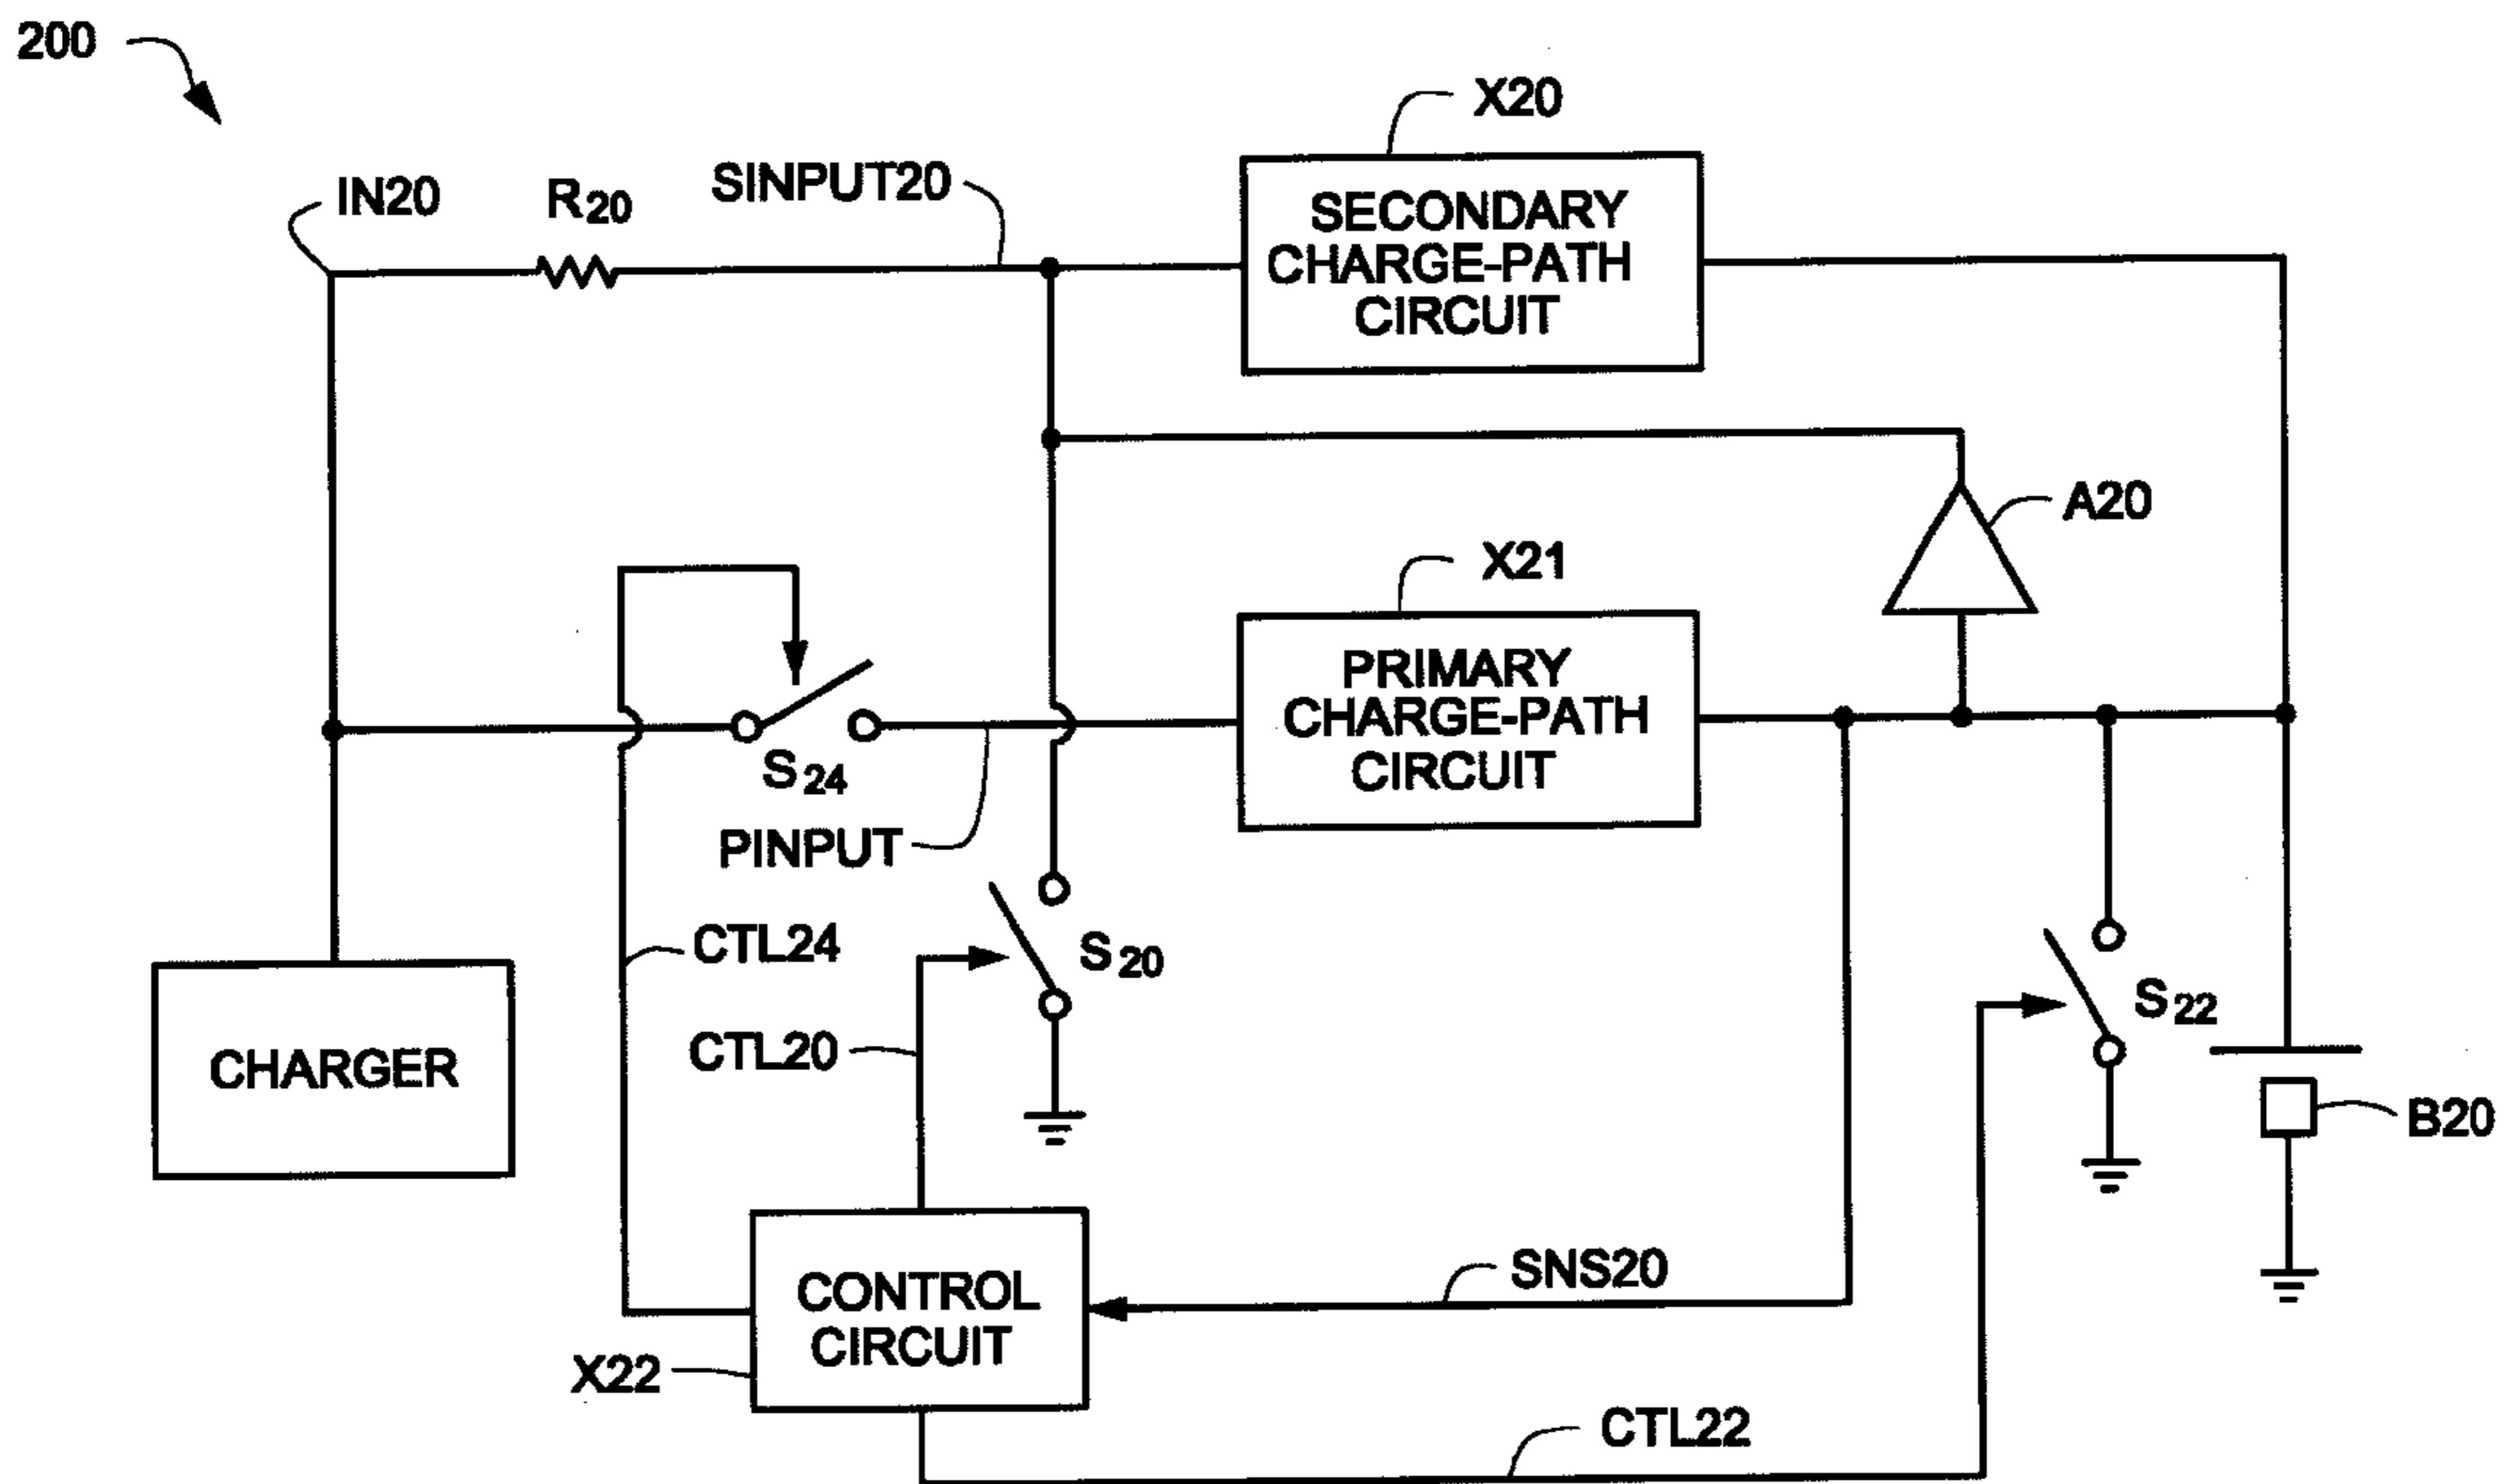 200
X20
IN20
R20
SINPUT20
SECONDARY
CHARGE-PATH
CIRCUIT
A20
X21
PRIMARY
CHARGE-PATH
CIRCUIT
S24
PINPUT
CTL24
S20
S22
CHARGER
CTL20
B20
CONTROL
CIRCUIT
SNS20
X22
CTL22